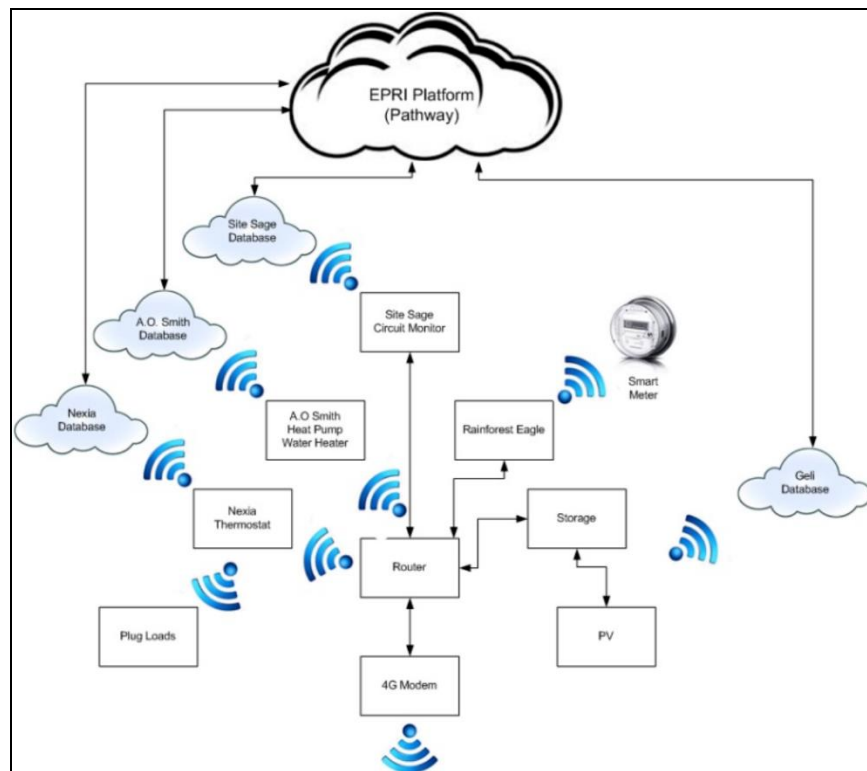 EPRI Platform
(Pathway)
Site Sage
Database
Site Sage
Circuit Monitor
A.O. Smith
Database
Smart
Meter
A.O Smith
Heat Pump
Water Heater
Rainforest Eagle
Nexia
Database
Geli
Database
Nexia
Thermostat
Storage
Router
Plug Loads
PV
4G Modem